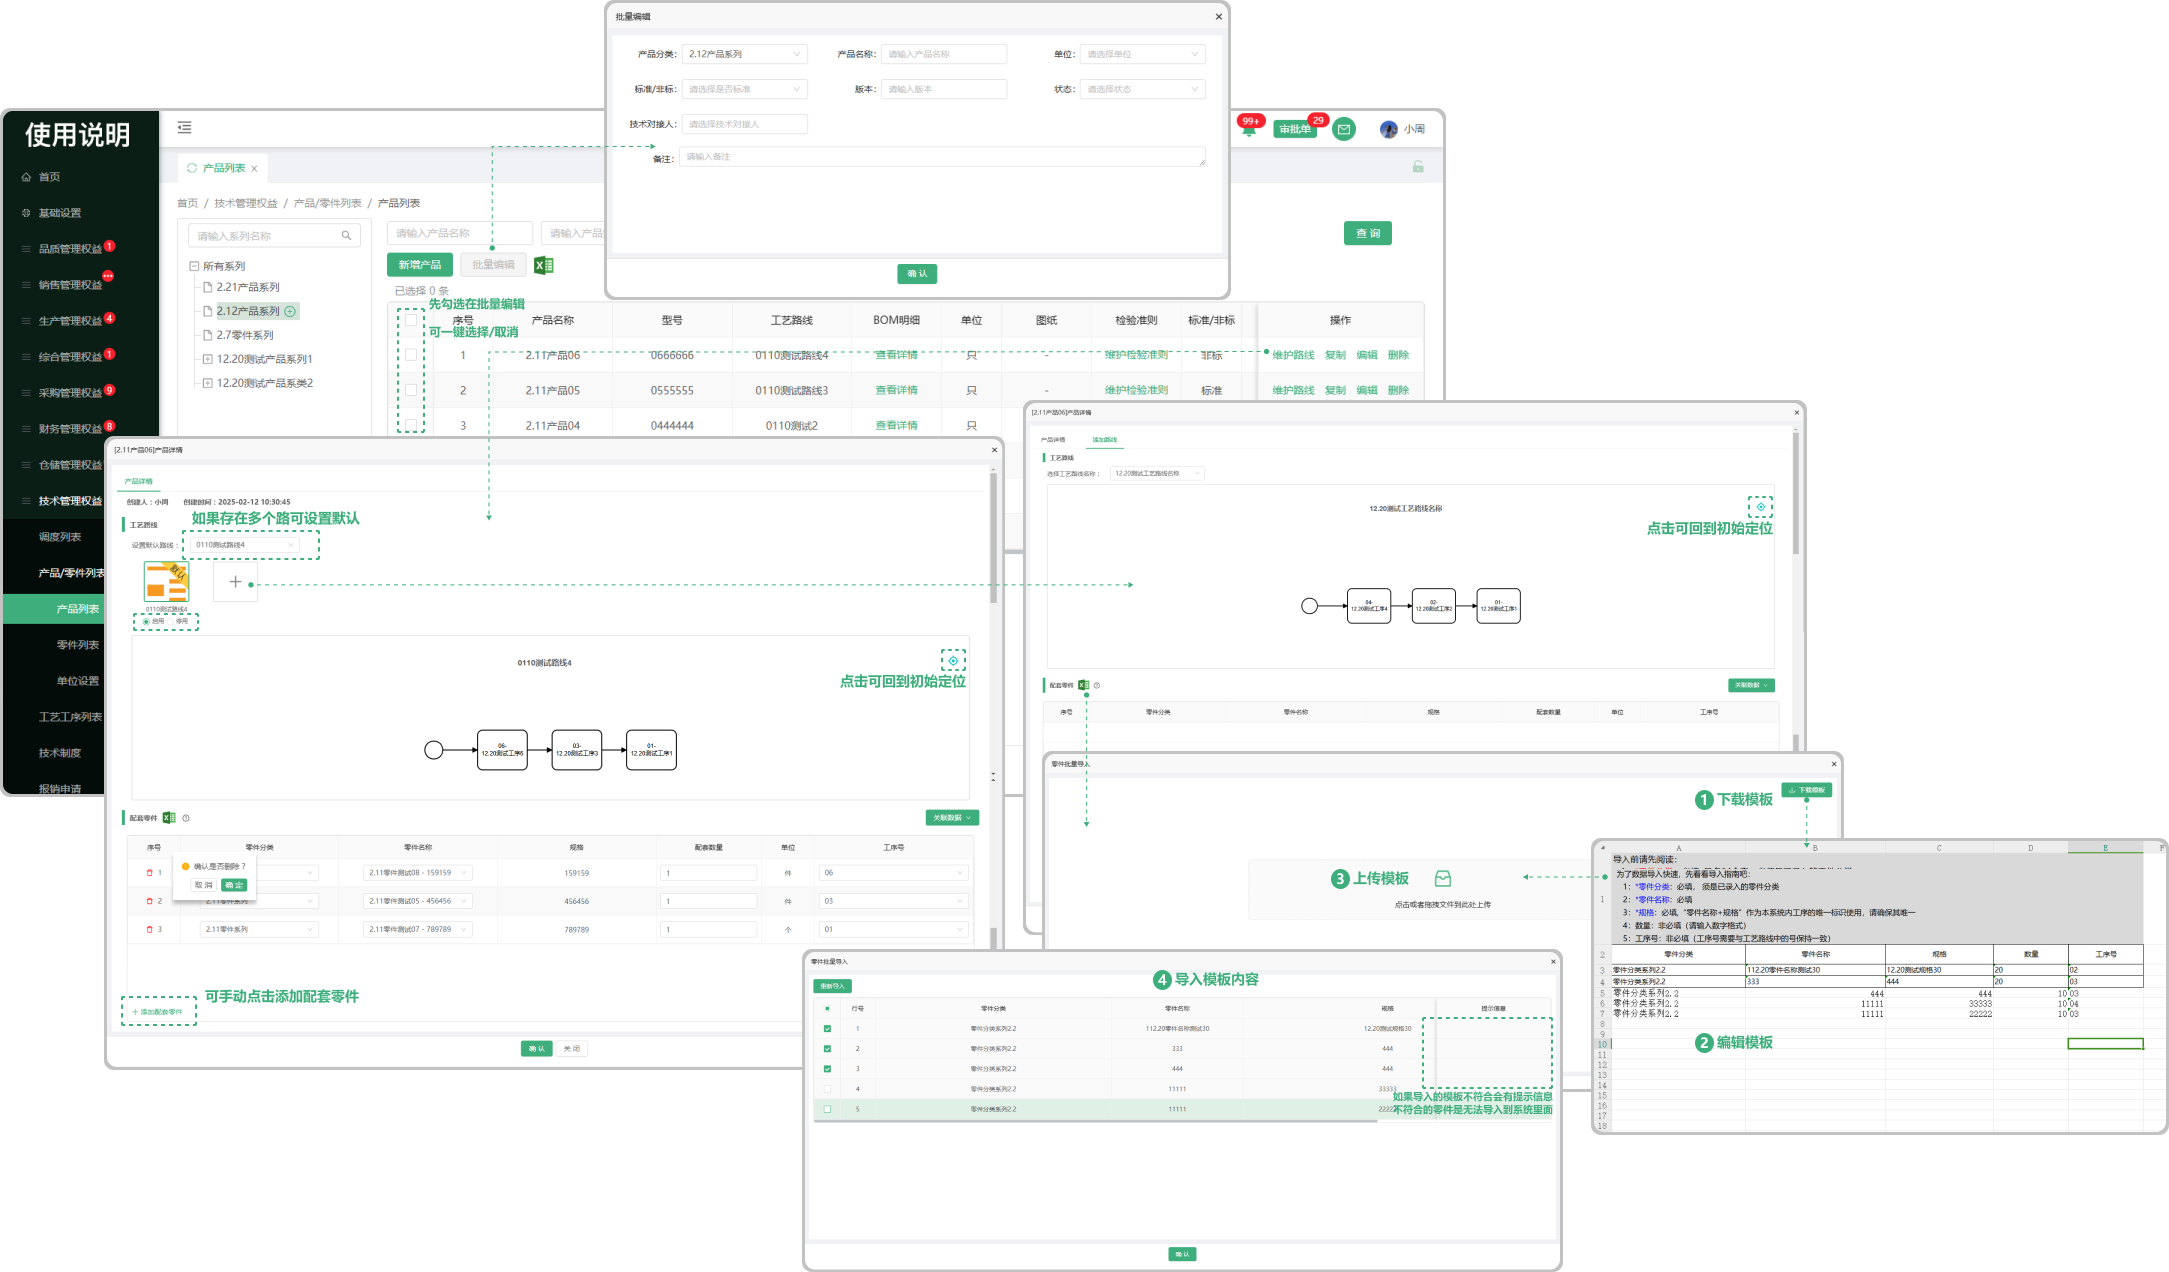 批量编辑
产品分类: 2.12产品系列 产品名称: 请输入产品名称 单位: 请选择单位
标准/非标: 请选择是否标准 版本: 请输入版本 状态: 请选择状态
技术对接人: 请选择技术对接人
备注: 请输入备注
确 认
使用说明
99+ 审批单 29 小周
产品列表
首页 / 技术管理权益 / 产品/零件列表 / 产品列表
首页
基础设置
品质管理权益 1
销售管理权益
生产管理权益 4
综合管理权益 1
采购管理权益 9
财务管理权益 8
仓储管理权益
技术管理权益
调度列表
产品/零件列表
产品列表
零件列表
单位设置
工艺工序列表
技术制度
报销申请
请输入系列名称
所有系列
2.21产品系列
2.12产品系列
2.7零件系列
12.20测试产品系列1
12.20测试产品系类2
请输入产品名称 请输入产品
查 询
新增产品 批量编辑
已选择 0 条
先勾选在批量编辑
可一键选择/取消
序号 产品名称 型号 工艺路线 BOM明细 单位 图纸 检验准则 标准/非标 操作
1 2.11产品06 0666666 0110测试路线4 查看详情 只 - 维护检验准则 非标 维护路线 复制 编辑 删除
2 2.11产品05 0555555 0110测试路线3 查看详情 只 - 维护检验准则 标准 维护路线 复制 编辑 删除
3 2.11产品04 0444444 0110测试2 查看详情 只
[2.11产品06]产品详情
产品详情
创建人：小周 创建时间：2025-02-12 10:30:45
工艺路线
如果存在多个路可设置默认
设置默认路线： 0110测试路线4
默认
0110测试路线4
启用 停用
0110测试路线4
点击可回到初始定位
06-
12.20测试工序6
03-
12.20测试工序3
01-
12.20测试工序1
配套零件
关联数据
序号 零件分类 零件名称 规格 配套数量 单位 工序号
确认是否删除？
取 消 确 定
1 2.11零件测试08 - 159159 159159 1 件 06
2 2.11零件系列 2.11零件测试05 - 456456 456456 1 件 03
3 2.11零件系列 2.11零件测试07 - 789789 789789 1 个 01
可手动点击添加配套零件
+ 添加配套零件
确 认 关 闭
[2.11产品06]产品详情
产品详情 添加路线
工艺路线
选择工艺路线名称： 12.20测试工艺路线名称
12.20测试工艺路线名称
点击可回到初始定位
04-
12.20测试工序4
02-
12.20测试工序2
01-
12.20测试工序1
配套零件
关联数据
序号 零件分类 零件名称 规格 配套数量 单位 工序号
零件批量导入
1 下载模板
下载模板
3 上传模板
点击或者拖拽文件到此处上传
A B C D E F
导入前请先阅读：
为了数据导入快速，先看看导入指南吧：
1：*零件分类：必填， 须是已录入的零件分类
2：*零件名称：必填
3：*规格：必填，“零件名称+规格”作为本系统内工序的唯一标识使用，请确保其唯一
4：数量：非必填（请输入数字格式）
5：工序号：非必填（工序号需要与工艺路线中的号保持一致）
1
2 零件分类 零件名称 规格 数量 工序号
3 零件分类系列2.2 112.20零件名称测试30 12.20测试规格30 20 02
4 零件分类系列2.2 333 444 20 03
5 零件分类系列2.2 444 444 10 03
6 零件分类系列2.2 11111 33333 10 04
7 零件分类系列2.2 11111 22222 10 03
8
9
10
11
12
13
14
15
16
17
18
2 编辑模板
零件批量导入
重新导入
4 导入模板内容
行号 零件分类 零件名称 规格 提示信息
1 零件分类系列2.2 112.20零件名称测试30 12.20测试规格30
2 零件分类系列2.2 333 444
3 零件分类系列2.2 444 444
4 零件分类系列2.2 11111 33333
5 零件分类系列2.2 11111 2222
如果导入的模板不符合会有提示信息
不符合的零件是无法导入到系统里面
确 认